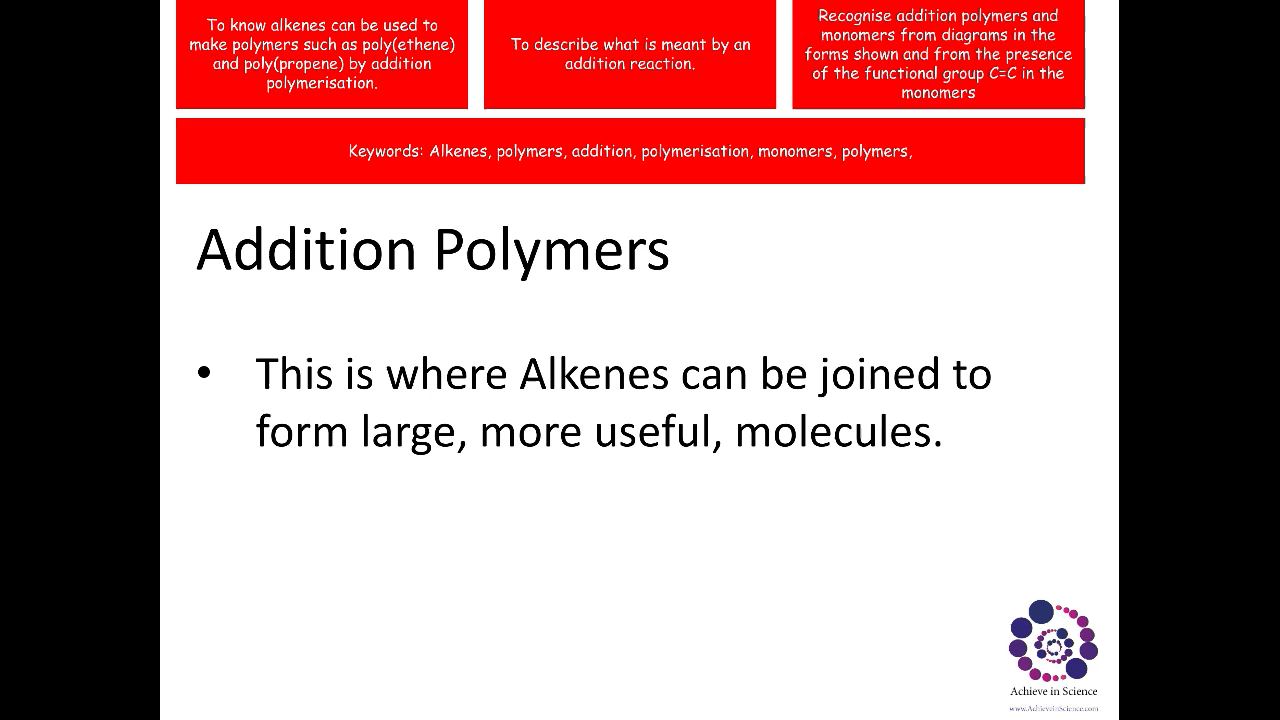 To know alkenes can be used to
make polymers such as poly(ethene)
and poly(propene) by addition
polymerisation.
To describe what is meant by an
addition reaction.
Recognise addition polymers and
monomers from diagrams in the
forms shown and from the presence
of the functional group C=C in the
monomers
Keywords: Alkenes, polymers, addition, polymerisation, monomers, polymers,
Addition Polymers
• This is where Alkenes can be joined to
form large, more useful, molecules.
Achieve in Science
www.AchieveinScience.com